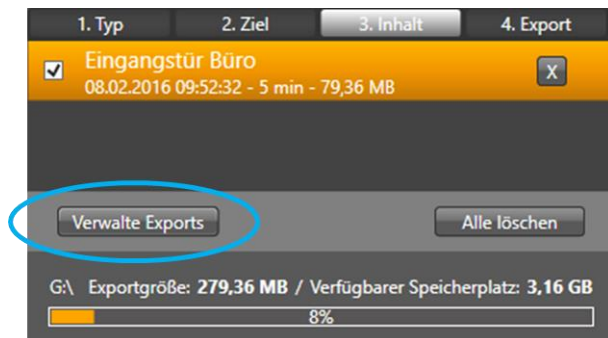 1. Typ 2. Ziel 3. Inhalt 4. Export
Eingangstür Büro
08.02.2016 09:52:32 - 5 min - 79,36 MB
X
Verwalte Exports Alle löschen
G:\ Exportgröße: 279,36 MB / Verfügbarer Speicherplatz: 3,16 GB
8%